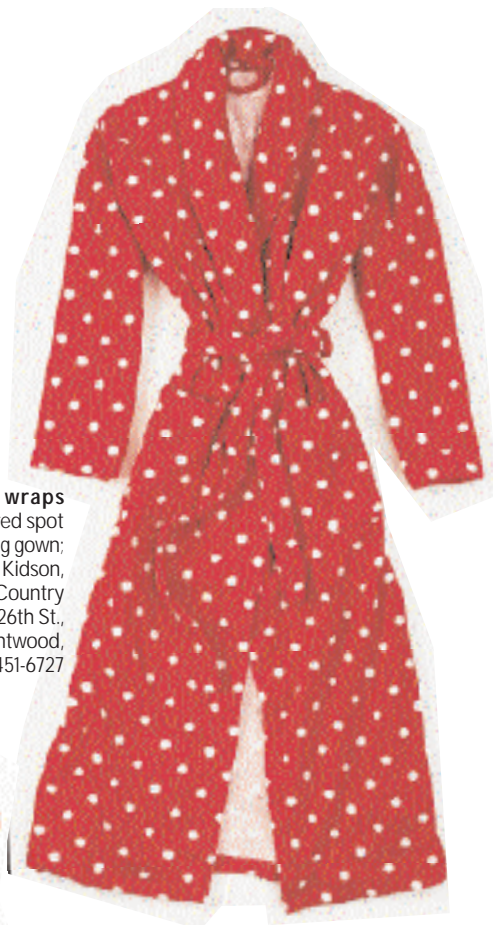 wraps
ed spot
g gown;
Kidson,
Country
26th St.,
ntwood,
451-6727